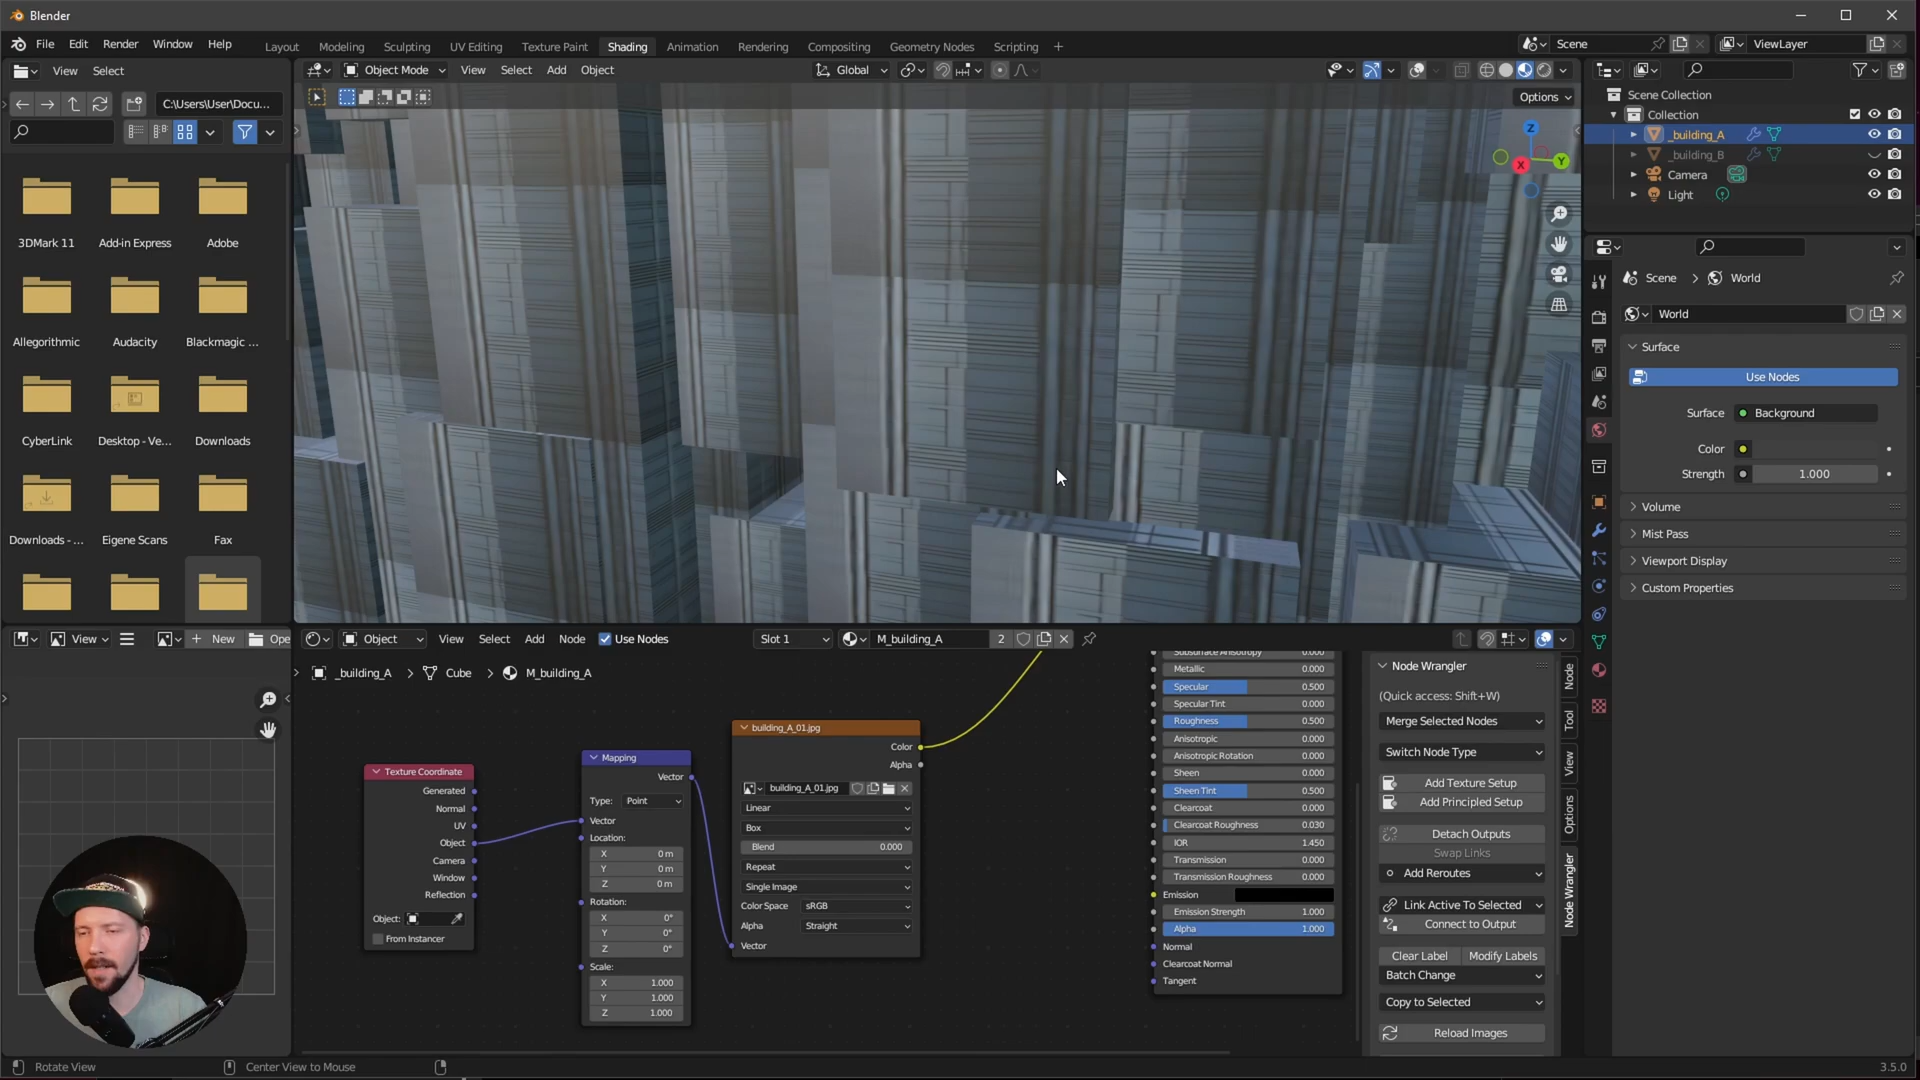 Blender
File Edit Render Window Help
Layout Modeling Sculpting UV Editing Texture Paint Shading Animation Rendering Compositing Geometry Nodes Scripting +
Scene ViewLayer
View Select
Object Mode View Select Add Object
Global
C:\Users\User\Docu...
Options
3DMark 11 Add-in Express Adobe
Allegorithmic Audacity Blackmagic ...
CyberLink Desktop - Ve... Downloads
Downloads - ... Eigene Scans Fax
Z
X
Y
Scene Collection
Collection
_building_A
_building_B
Camera
Light
Scene > World
World
Surface
Use Nodes
Surface Background
Color
Strength 1.000
Volume
Mist Pass
Viewport Display
Custom Properties
View + New Ope
Object View Select Add Node Use Nodes Slot 1 M_building_A 2
_building_A > Cube > M_building_A
Texture Coordinate
Generated
Normal
UV
Object
Camera
Window
Reflection
Object:
From Instancer
Mapping
Vector
Type: Point
Vector
Location:
X 0 m
Y 0 m
Z 0 m
Rotation:
X 0°
Y 0°
Z 0°
Scale:
X 1.000
Y 1.000
Z 1.000
building_A_01.jpg
Color
Alpha
building_A_01.jpg
Linear
Box
Blend 0.000
Repeat
Single Image
Color Space sRGB
Alpha Straight
Vector
Subsurface Anisotropy 0.000
Metallic 0.000
Specular 0.500
Specular Tint 0.000
Roughness 0.500
Anisotropic 0.000
Anisotropic Rotation 0.000
Sheen 0.000
Sheen Tint 0.500
Clearcoat 0.000
Clearcoat Roughness 0.030
IOR 1.450
Transmission 0.000
Transmission Roughness 0.000
Emission
Emission Strength 1.000
Alpha 1.000
Normal
Clearcoat Normal
Tangent
Node Wrangler
(Quick access: Shift+W)
Merge Selected Nodes
Switch Node Type
Add Texture Setup
Add Principled Setup
Detach Outputs
Swap Links
Add Reroutes
Link Active To Selected
Connect to Output
Clear Label Modify Labels
Batch Change
Copy to Selected
Reload Images
Node
Tool
View
Options
Node Wrangler
Rotate View Center View to Mouse 3.5.0